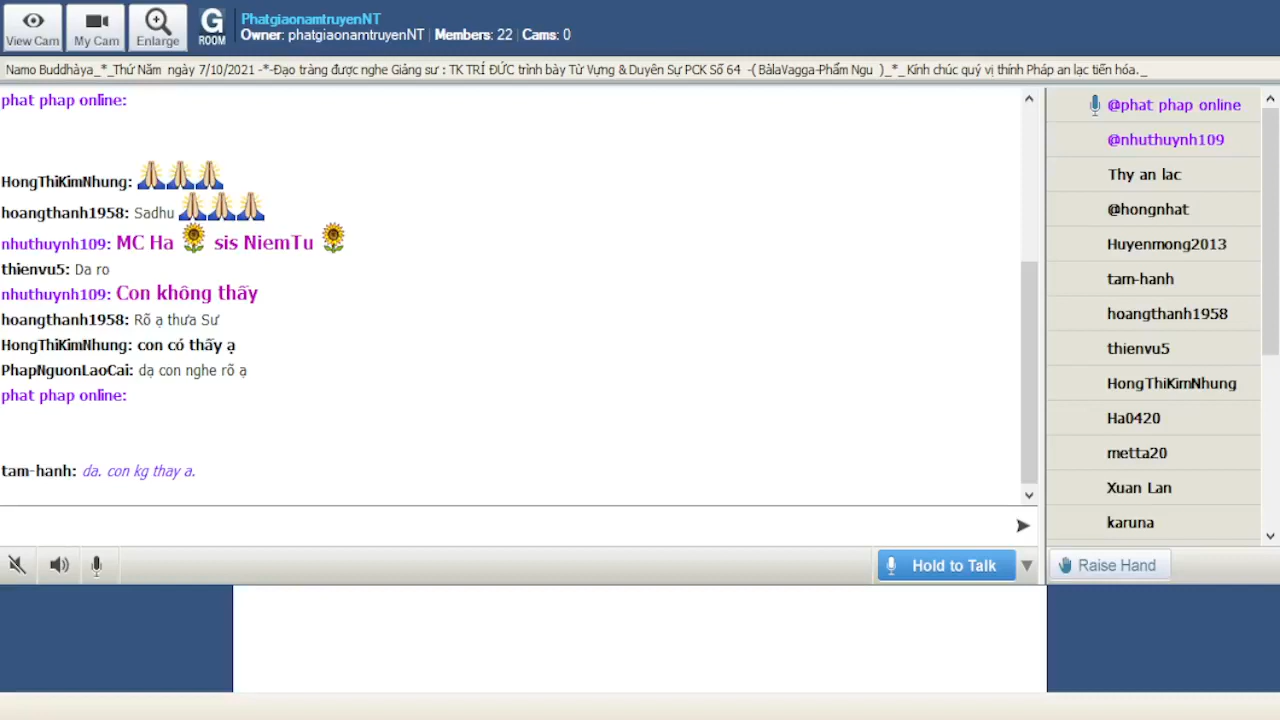 View Cam
My Cam
Enlarge
G
ROOM
PhatgiaonamtruyenNT
Owner: phatgiaonamtruyenNT | Members: 22 | Cams: 0
Namo Buddhàya_*_Thứ Năm ngày 7/10/2021 -*-Đạo tràng được nghe Giảng sư : TK TRÍ ĐỨC trình bày Từ Vựng & Duyên Sự PCK Số 64 -( BàlaVagga-Phẩm Ngu )_*_ Kính chúc quý vị thính Pháp an lạc tiến hóa._
phat phap online:
HongThiKimNhung:
hoangthanh1958: Sadhu
nhuthuynh109: MC Ha sis NiemTu
thienvu5: Da ro
nhuthuynh109: Con không thấy
hoangthanh1958: Rõ ạ thưa Sư
HongThiKimNhung: con có thấy ạ
PhapNguonLaoCai: dạ con nghe rõ ạ
phat phap online:
tam-hanh: da. con kg thay a.
Hold to Talk
@phat phap online
@nhuthuynh109
Thy an lac
@hongnhat
Huyenmong2013
tam-hanh
hoangthanh1958
thienvu5
HongThiKimNhung
Ha0420
metta20
Xuan Lan
karuna
Raise Hand